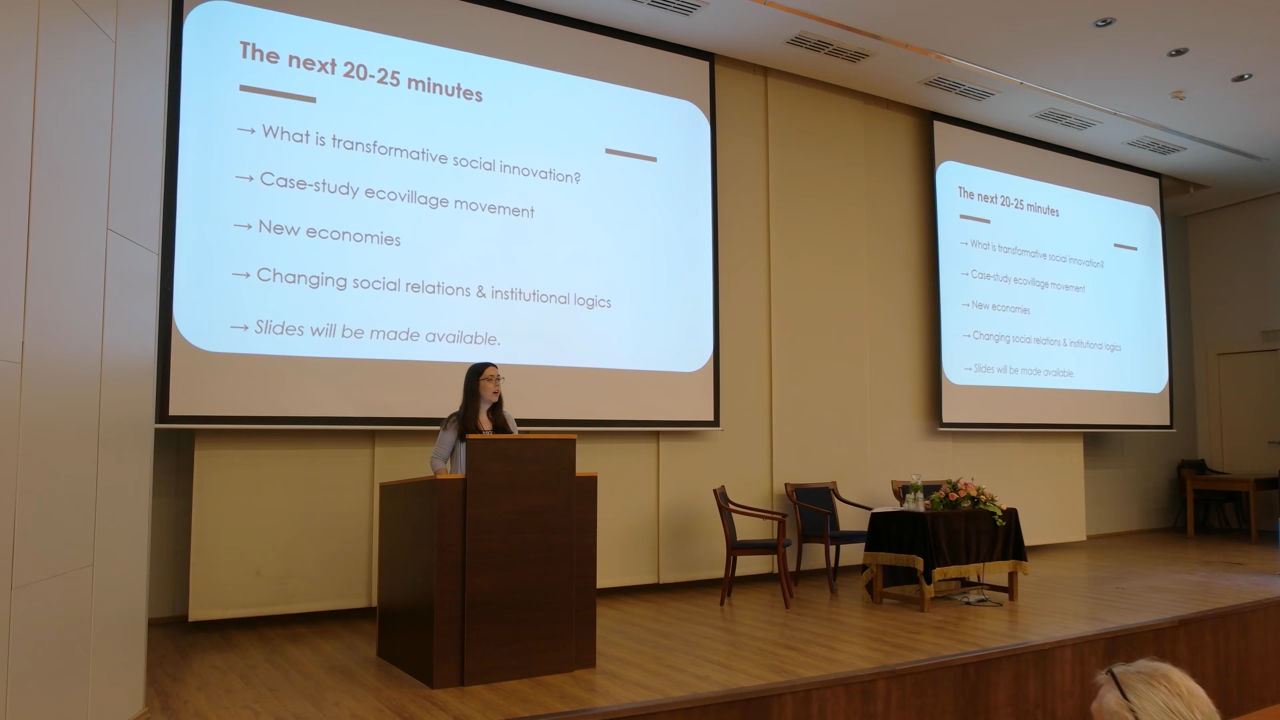 The next 20-25 minutes
→ What is transformative social innovation?
→ Case-study ecovillage movement
→ New economies
→ Changing social relations & institutional logics
→ Slides will be made available.
The next 20-25 minutes
→ What is transformative social innovation?
→ Case-study ecovillage movement
→ New economies
→ Changing social relations & institutional logics
→ Slides will be made available.